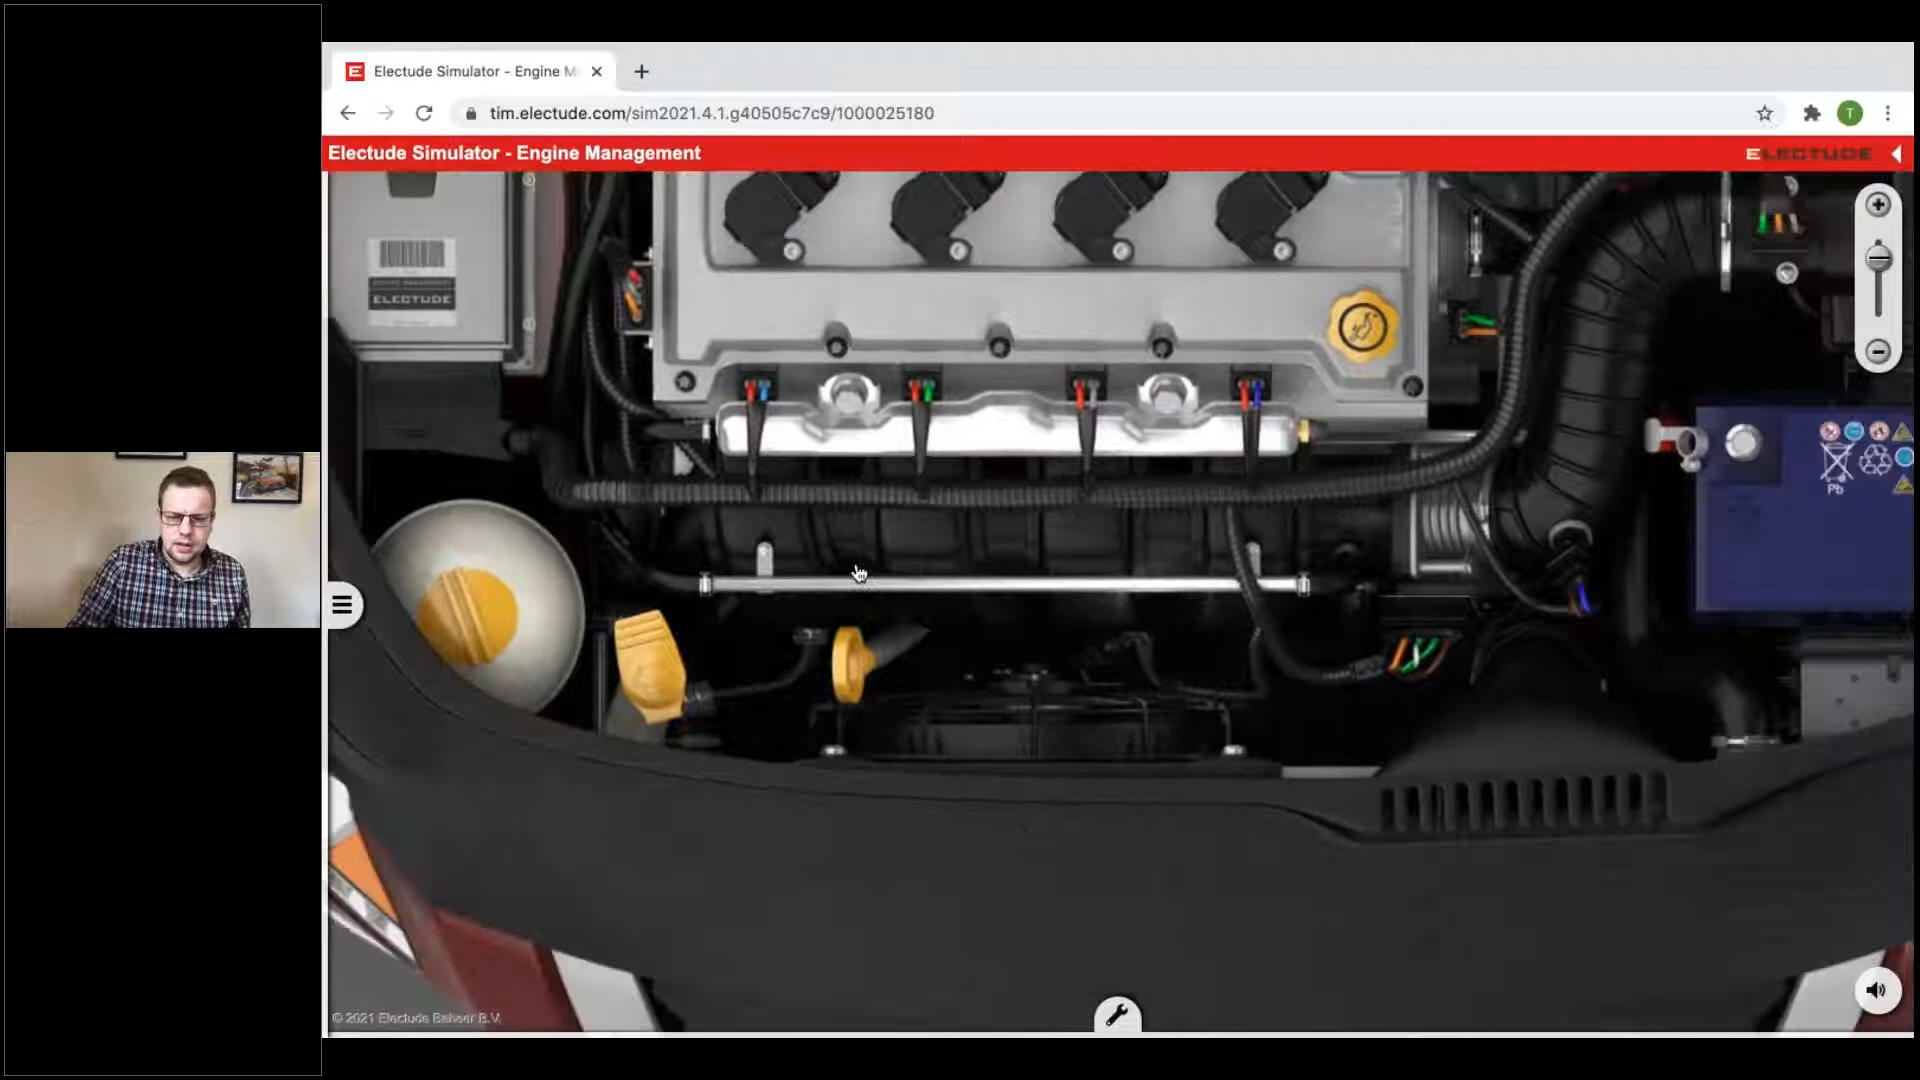 Electude Simulator - Engine M
tim.electude.com/sim2021.4.1.g40505c7c9/1000025180
T
Electude Simulator - Engine Management
ELECTUDE
ELECTUDE
Pb
© 2021 Electude Beheer B.V.